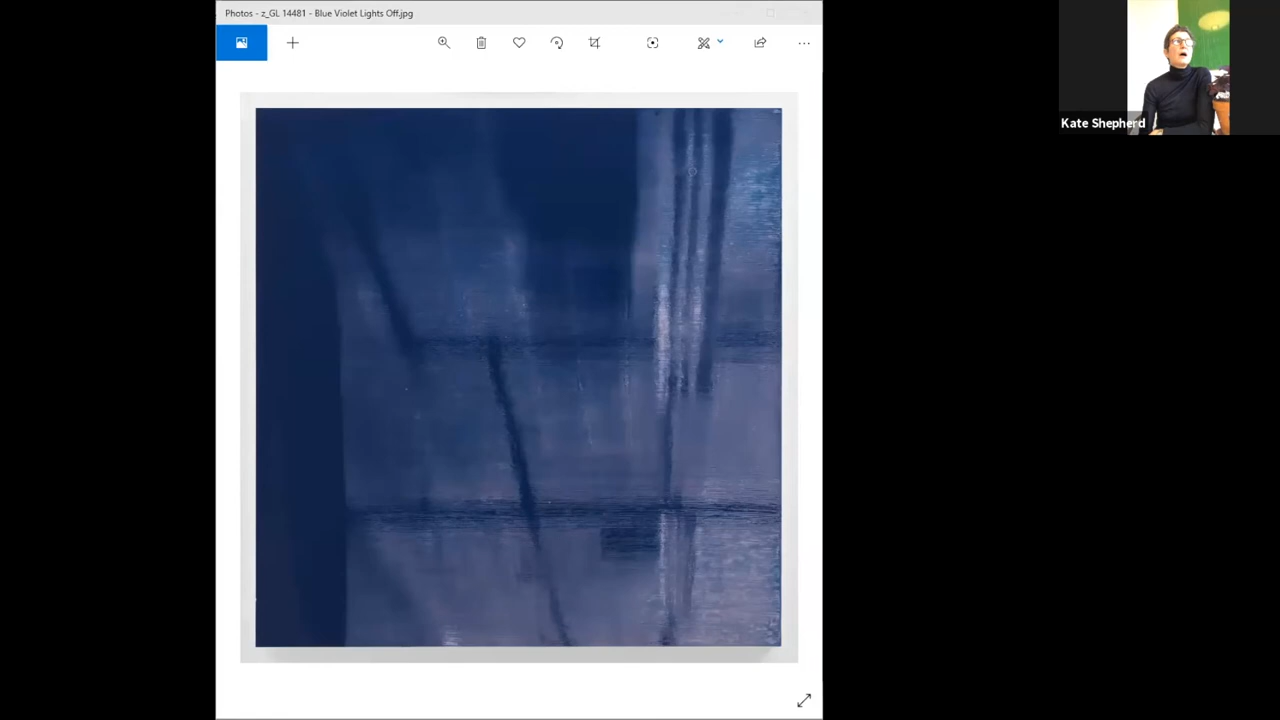 Photos - z_GL 14481 - Blue Violet Lights Off.jpg
Kate Shepherd